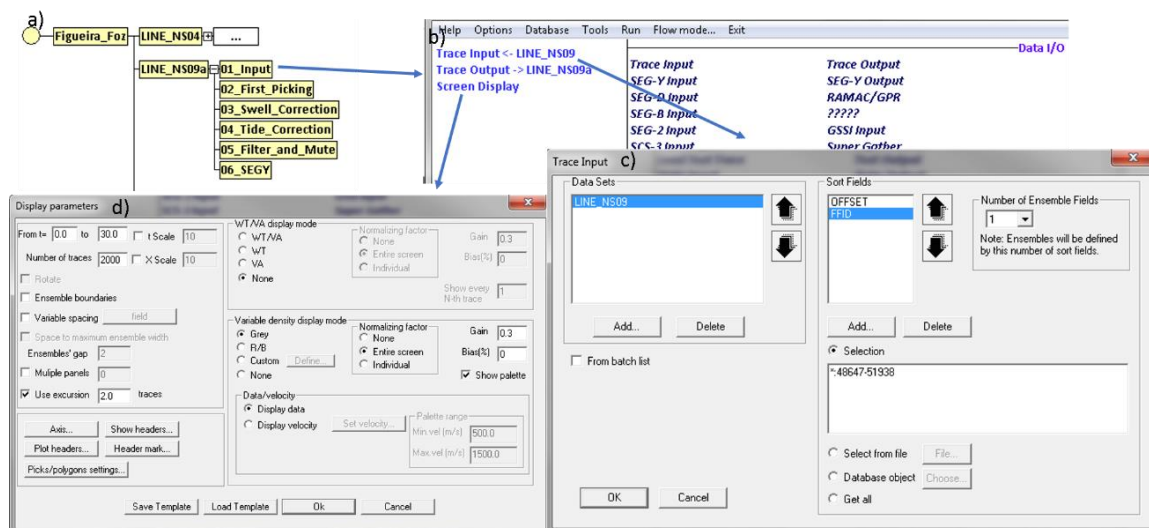 a)
Figueira_Foz
LINE_NS04
...
LINE_NS09a
01_Input
02_First_Picking
03_Swell_Correction
04_Tide_Correction
05_Filter_and_Mute
06_SEGY
b)
Help Options Database Tools Run Flow mode... Exit
Trace Input <- LINE_NS09
Trace Output -> LINE_NS09a
Screen Display
Data I/O
Trace Input Trace Output
SEG-Y Input SEG-Y Output
SEG-D Input RAMAC/GPR
SEG-B Input ?????
SEG-2 Input GSSI Input
SCS-3 Input Super Gather
d)
Display parameters
From t= 0.0 to 30.0 t Scale 10
Number of traces 2000 X Scale 10
Rotate
Ensemble boundaries
Variable spacing field
Space to maximum ensemble width
Ensembles' gap 2
Muliple panels 0
Use excursion 2.0 traces
Axis... Show headers...
Plot headers... Header mark...
Picks/polygons settings...
WT/VA display mode
WT/VA
WT
VA
None
Normalizing factor
None
Entire screen
Individual
Gain 0.3
Bias(%) 0
Show every
N-th trace 1
Variable density display mode
Grey
R/B
Custom Define...
None
Normalizing factor
None
Entire screen
Individual
Gain 0.3
Bias(%) 0
Show palette
Data/velocity
Display data
Display velocity Set velocity...
Palette range
Min.vel (m/s) 500.0
Max.vel (m/s) 1500.0
Save Template Load Template Ok Cancel
c)
Trace Input
Data Sets
LINE_NS09
Add... Delete
From batch list
OK Cancel
Sort Fields
OFFSET
FFID
Number of Ensemble Fields
1
Note: Ensembles will be defined
by this number of sort fields.
Add... Delete
Selection
*:48647-51938
Select from file File...
Database object Choose...
Get all